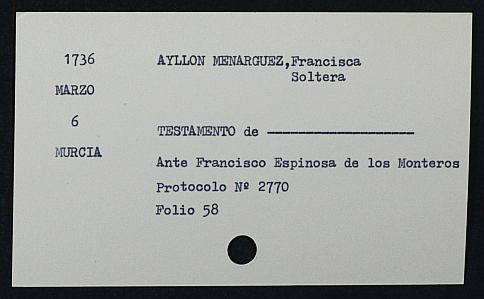 1736
MARZO
6
MURCIA
AYLLON MENARGUEZ,Francisca
Soltera
TESTAMENTO de -------------------
Ante Francisco Espinosa de los Monteros
Protocolo Nº 2770
Folio 58